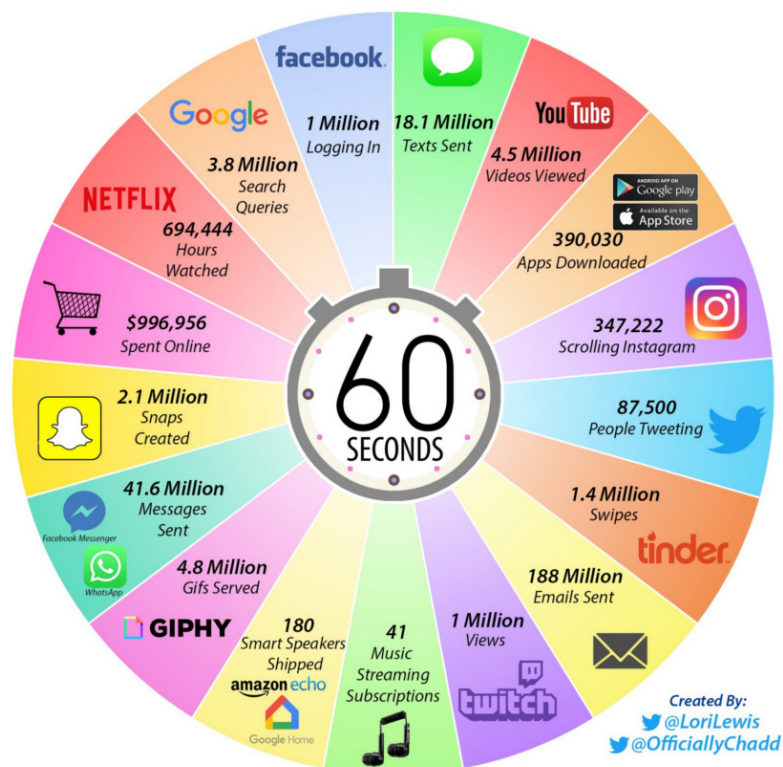 facebook.
1 Million
Logging In
18.1 Million
Texts Sent
YouTube
4.5 Million
Videos Viewed
ANDROID APP ON
Google play
Available on the
App Store
390,030
Apps Downloaded
347,222
Scrolling Instagram
87,500
People Tweeting
1.4 Million
Swipes
tinder
188 Million
Emails Sent
1 Million
Views
twitch
41
Music
Streaming
Subscriptions
180
Smart Speakers
Shipped
amazon echo
Google Home
4.8 Million
Gifs Served
GIPHY
41.6 Million
Messages
Sent
Facebook Messenger
WhatsApp
2.1 Million
Snaps
Created
$996,956
Spent Online
NETFLIX
694,444
Hours
Watched
Google
3.8 Million
Search
Queries
60
SECONDS
Created By:
@LoriLewis
@OfficiallyChadd